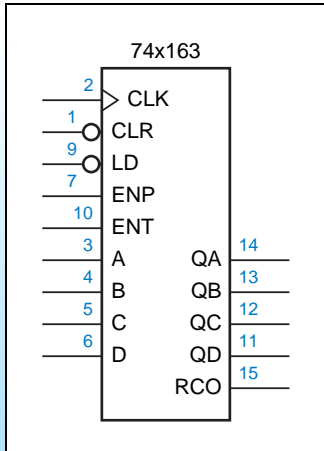 74x163
2 CLK
1 CLR
9 LD
7 ENP
10 ENT
3 A QA 14
4 B QB 13
5 C QC 12
6 D QD 11
RCO 15